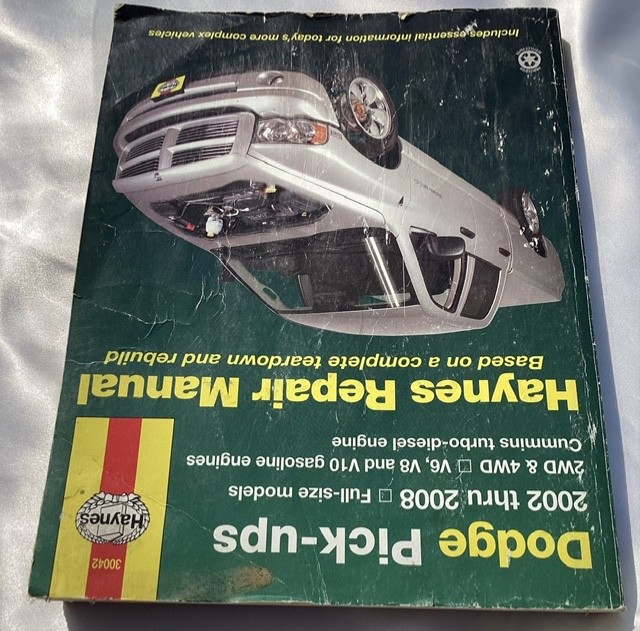 Dodge Pick-ups
2002 thru 2008 □ Full-size models
2WD & 4WD □ V6, V8 and V10 gasoline engines
Cummins turbo-diesel engine
30042
Haynes
Haynes Repair Manual
Based on a complete teardown and rebuild
Haynes
Includes essential information for today's more complex vehicles